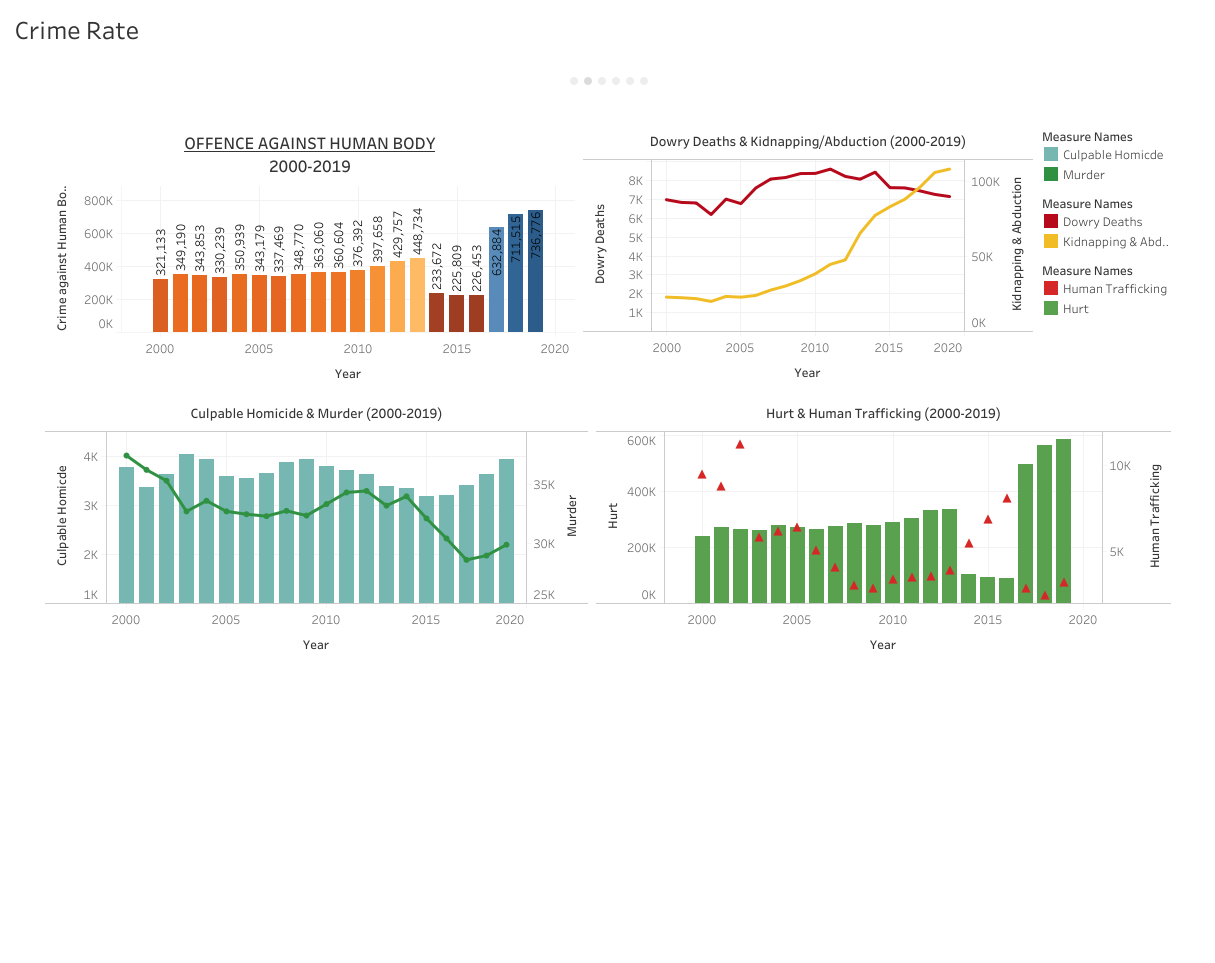 Crime Rate
OFFENCE AGAINST HUMAN BODY
2000-2019
Crime against Human Bo..
800K
600K
400K
200K
0K
321,133
349,190
343,853
330,239
350,939
343,179
337,469
348,770
363,060
360,604
376,392
397,658
429,757
448,734
233,672
225,809
226,453
632,884
711,515
736,776
2000
2005
2010
2015
2020
Year
Dowry Deaths & Kidnapping/Abduction (2000-2019)
Dowry Deaths
8K
7K
6K
5K
4K
3K
2K
1K
100K
50K
0K
Kidnapping & Abduction
2000
2005
2010
2015
2020
Year
Measure Names
Culpable Homicde
Murder
Measure Names
Dowry Deaths
Kidnapping & Abd..
Measure Names
Human Trafficking
Hurt
Culpable Homicide & Murder (2000-2019)
Culpable Homicde
4K
3K
2K
1K
35K
30K
25K
Murder
2000
2005
2010
2015
2020
Year
Hurt & Human Trafficking (2000-2019)
Hurt
600K
400K
200K
0K
10K
5K
Human Trafficking
2000
2005
2010
2015
2020
Year